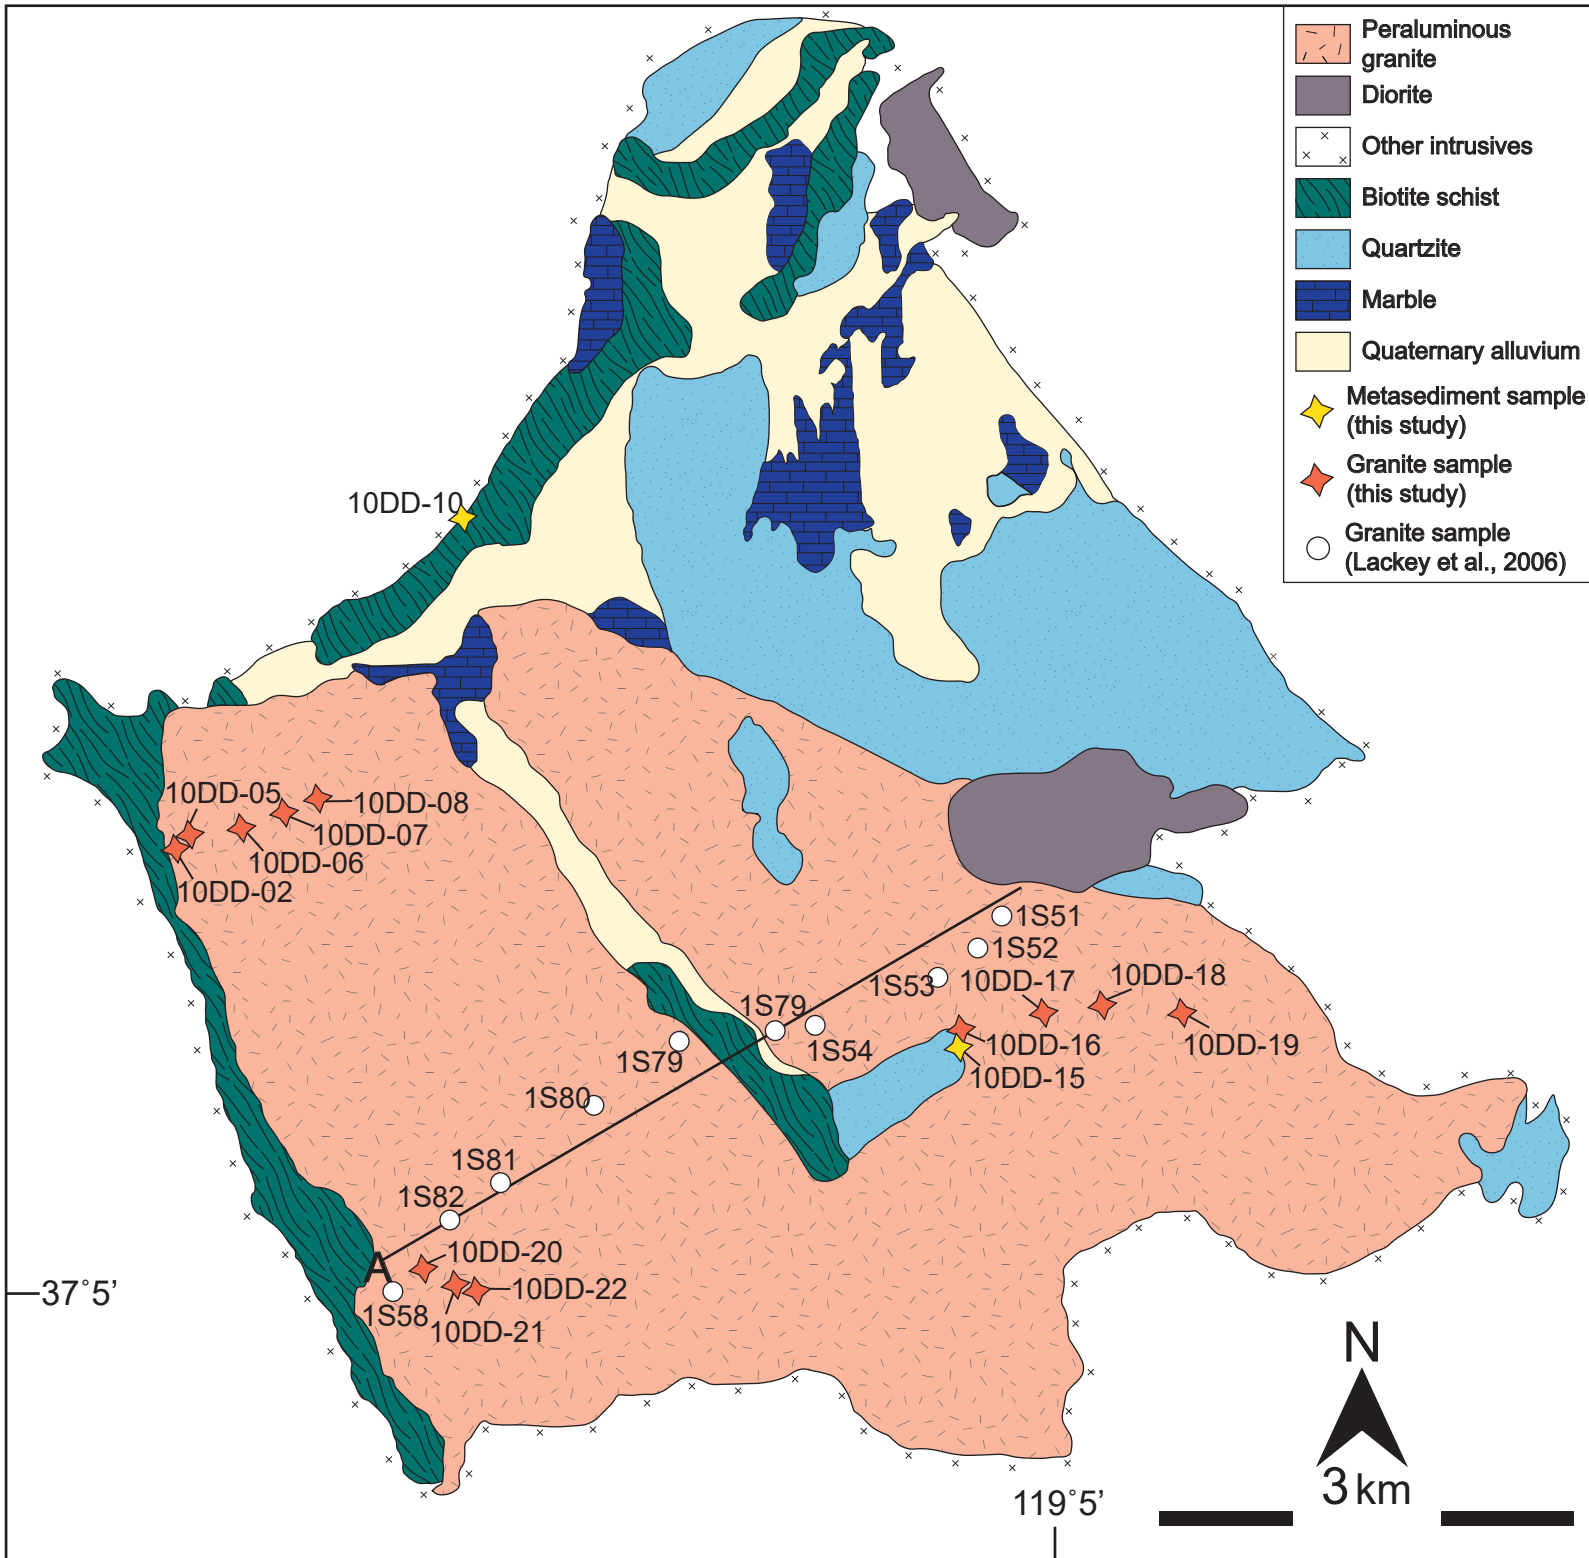 Peraluminous
granite
Diorite
Other intrusives
Biotite schist
Quartzite
Marble
Quaternary alluvium
Metasediment sample
(this study)
Granite sample
(this study)
Granite sample
(Lackey et al., 2006)
10DD-10
10DD-05
10DD-08
10DD-07
10DD-06
10DD-02
1S51
1S52
1S53
10DD-17
10DD-18
1S79
1S54
10DD-16
10DD-19
1S79
10DD-15
1S80
1S81
1S82
10DD-20
A
10DD-22
1S58
10DD-21
37°5’
N
3 km
119°5’